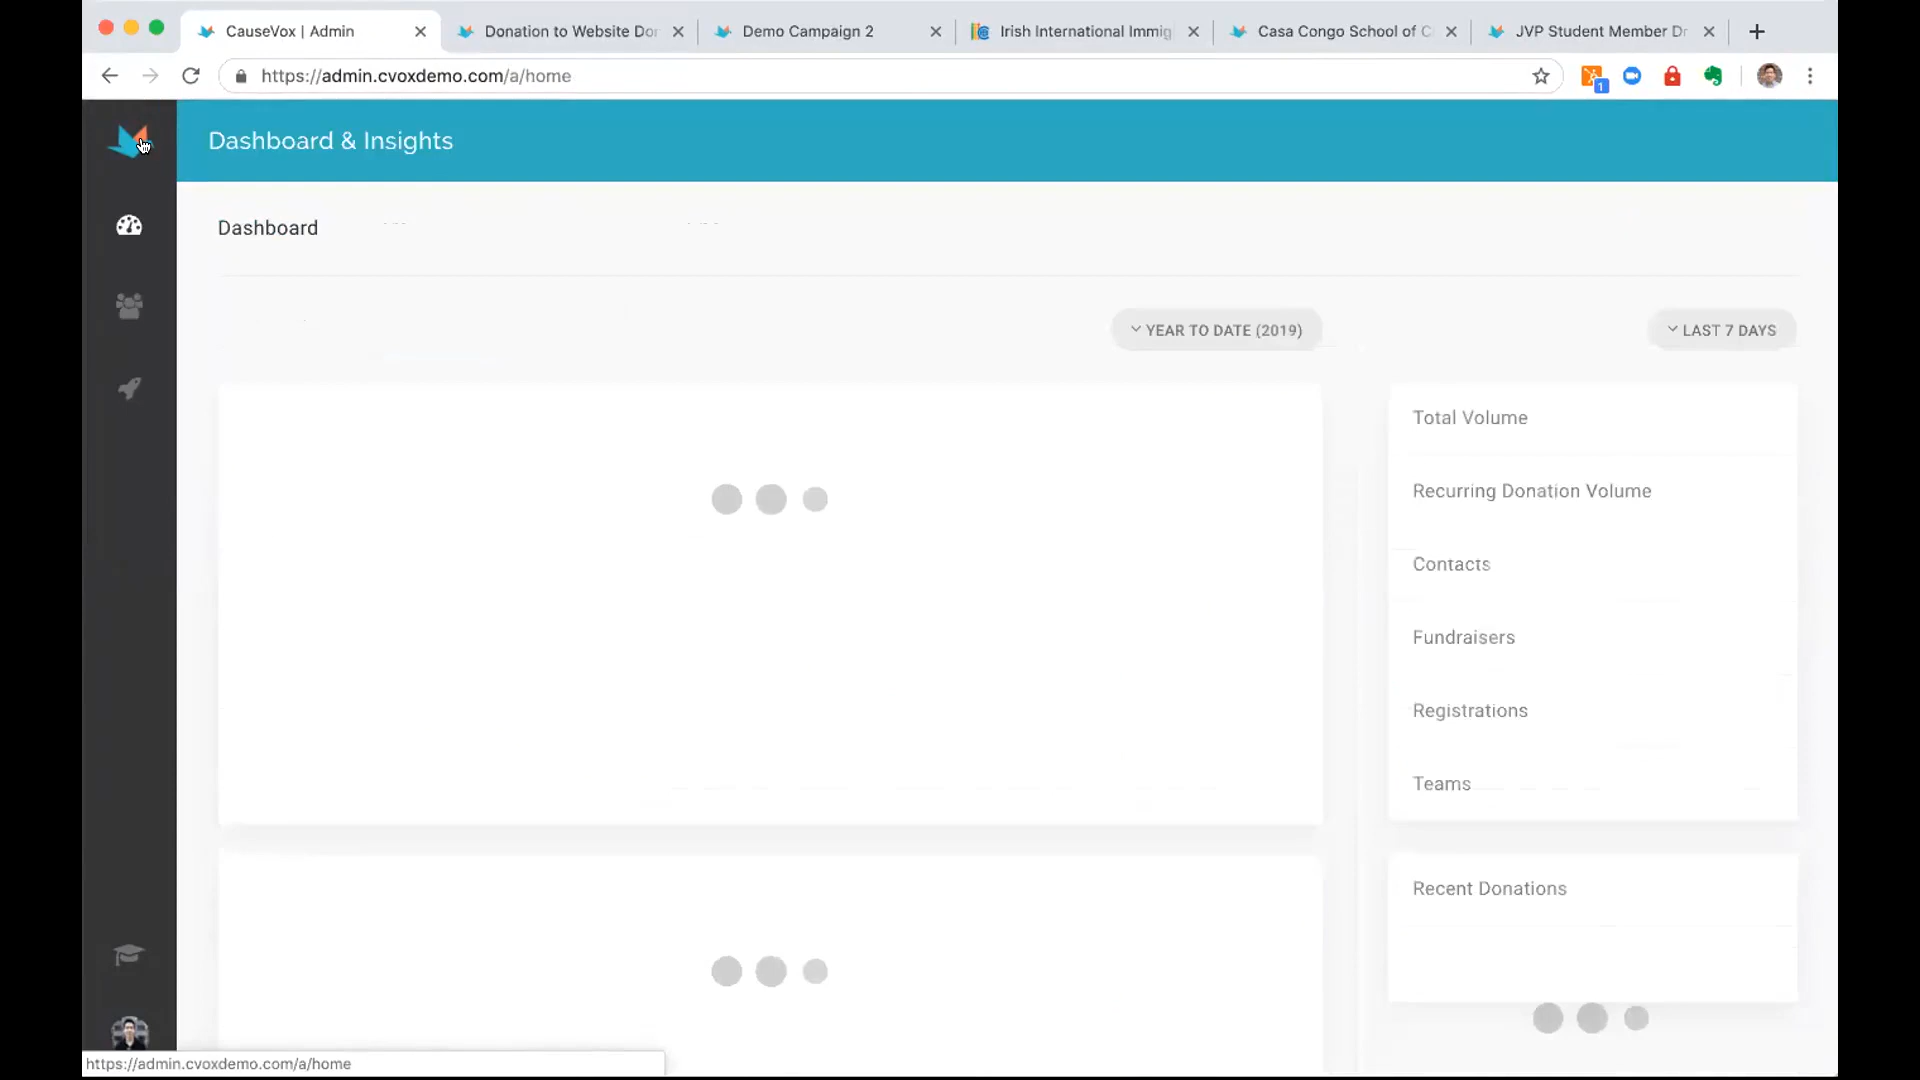 CauseVox | Admin
Donation to Website Dor
Demo Campaign 2
Irish International Immig
Casa Congo School of C
JVP Student Member Dr
https://admin.cvoxdemo.com/a/home
1
Dashboard & Insights
Dashboard
YEAR TO DATE (2019)
LAST 7 DAYS
Total Volume
Recurring Donation Volume
Contacts
Fundraisers
Registrations
Teams
Recent Donations
https://admin.cvoxdemo.com/a/home